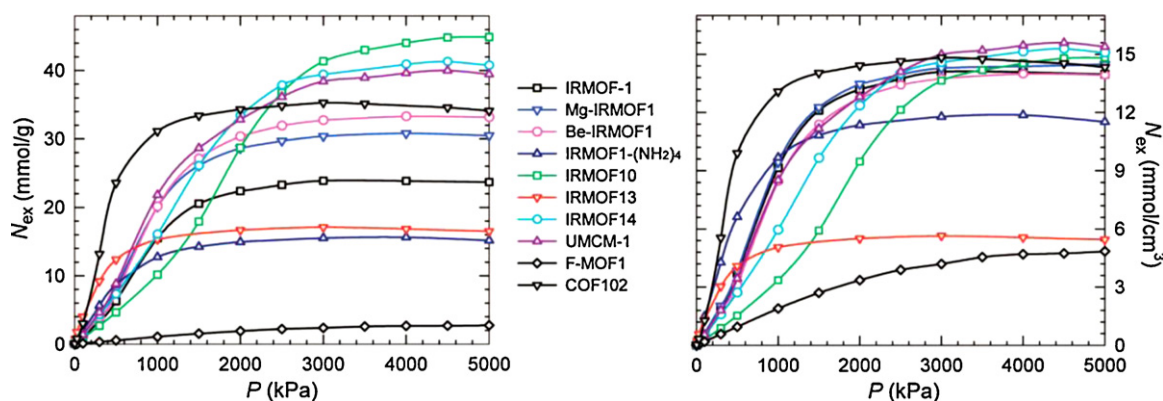 N_ex (mmol/g)
40
30
20
10
0
0 1000 2000 3000 4000 5000
P (kPa)
IRMOF-1
Mg-IRMOF1
Be-IRMOF1
IRMOF1-(NH₂)₄
IRMOF10
IRMOF13
IRMOF14
UMCM-1
F-MOF1
COF102
15
12
9
6
3
0
N_ex (mmol/cm³)
0 1000 2000 3000 4000 5000
P (kPa)